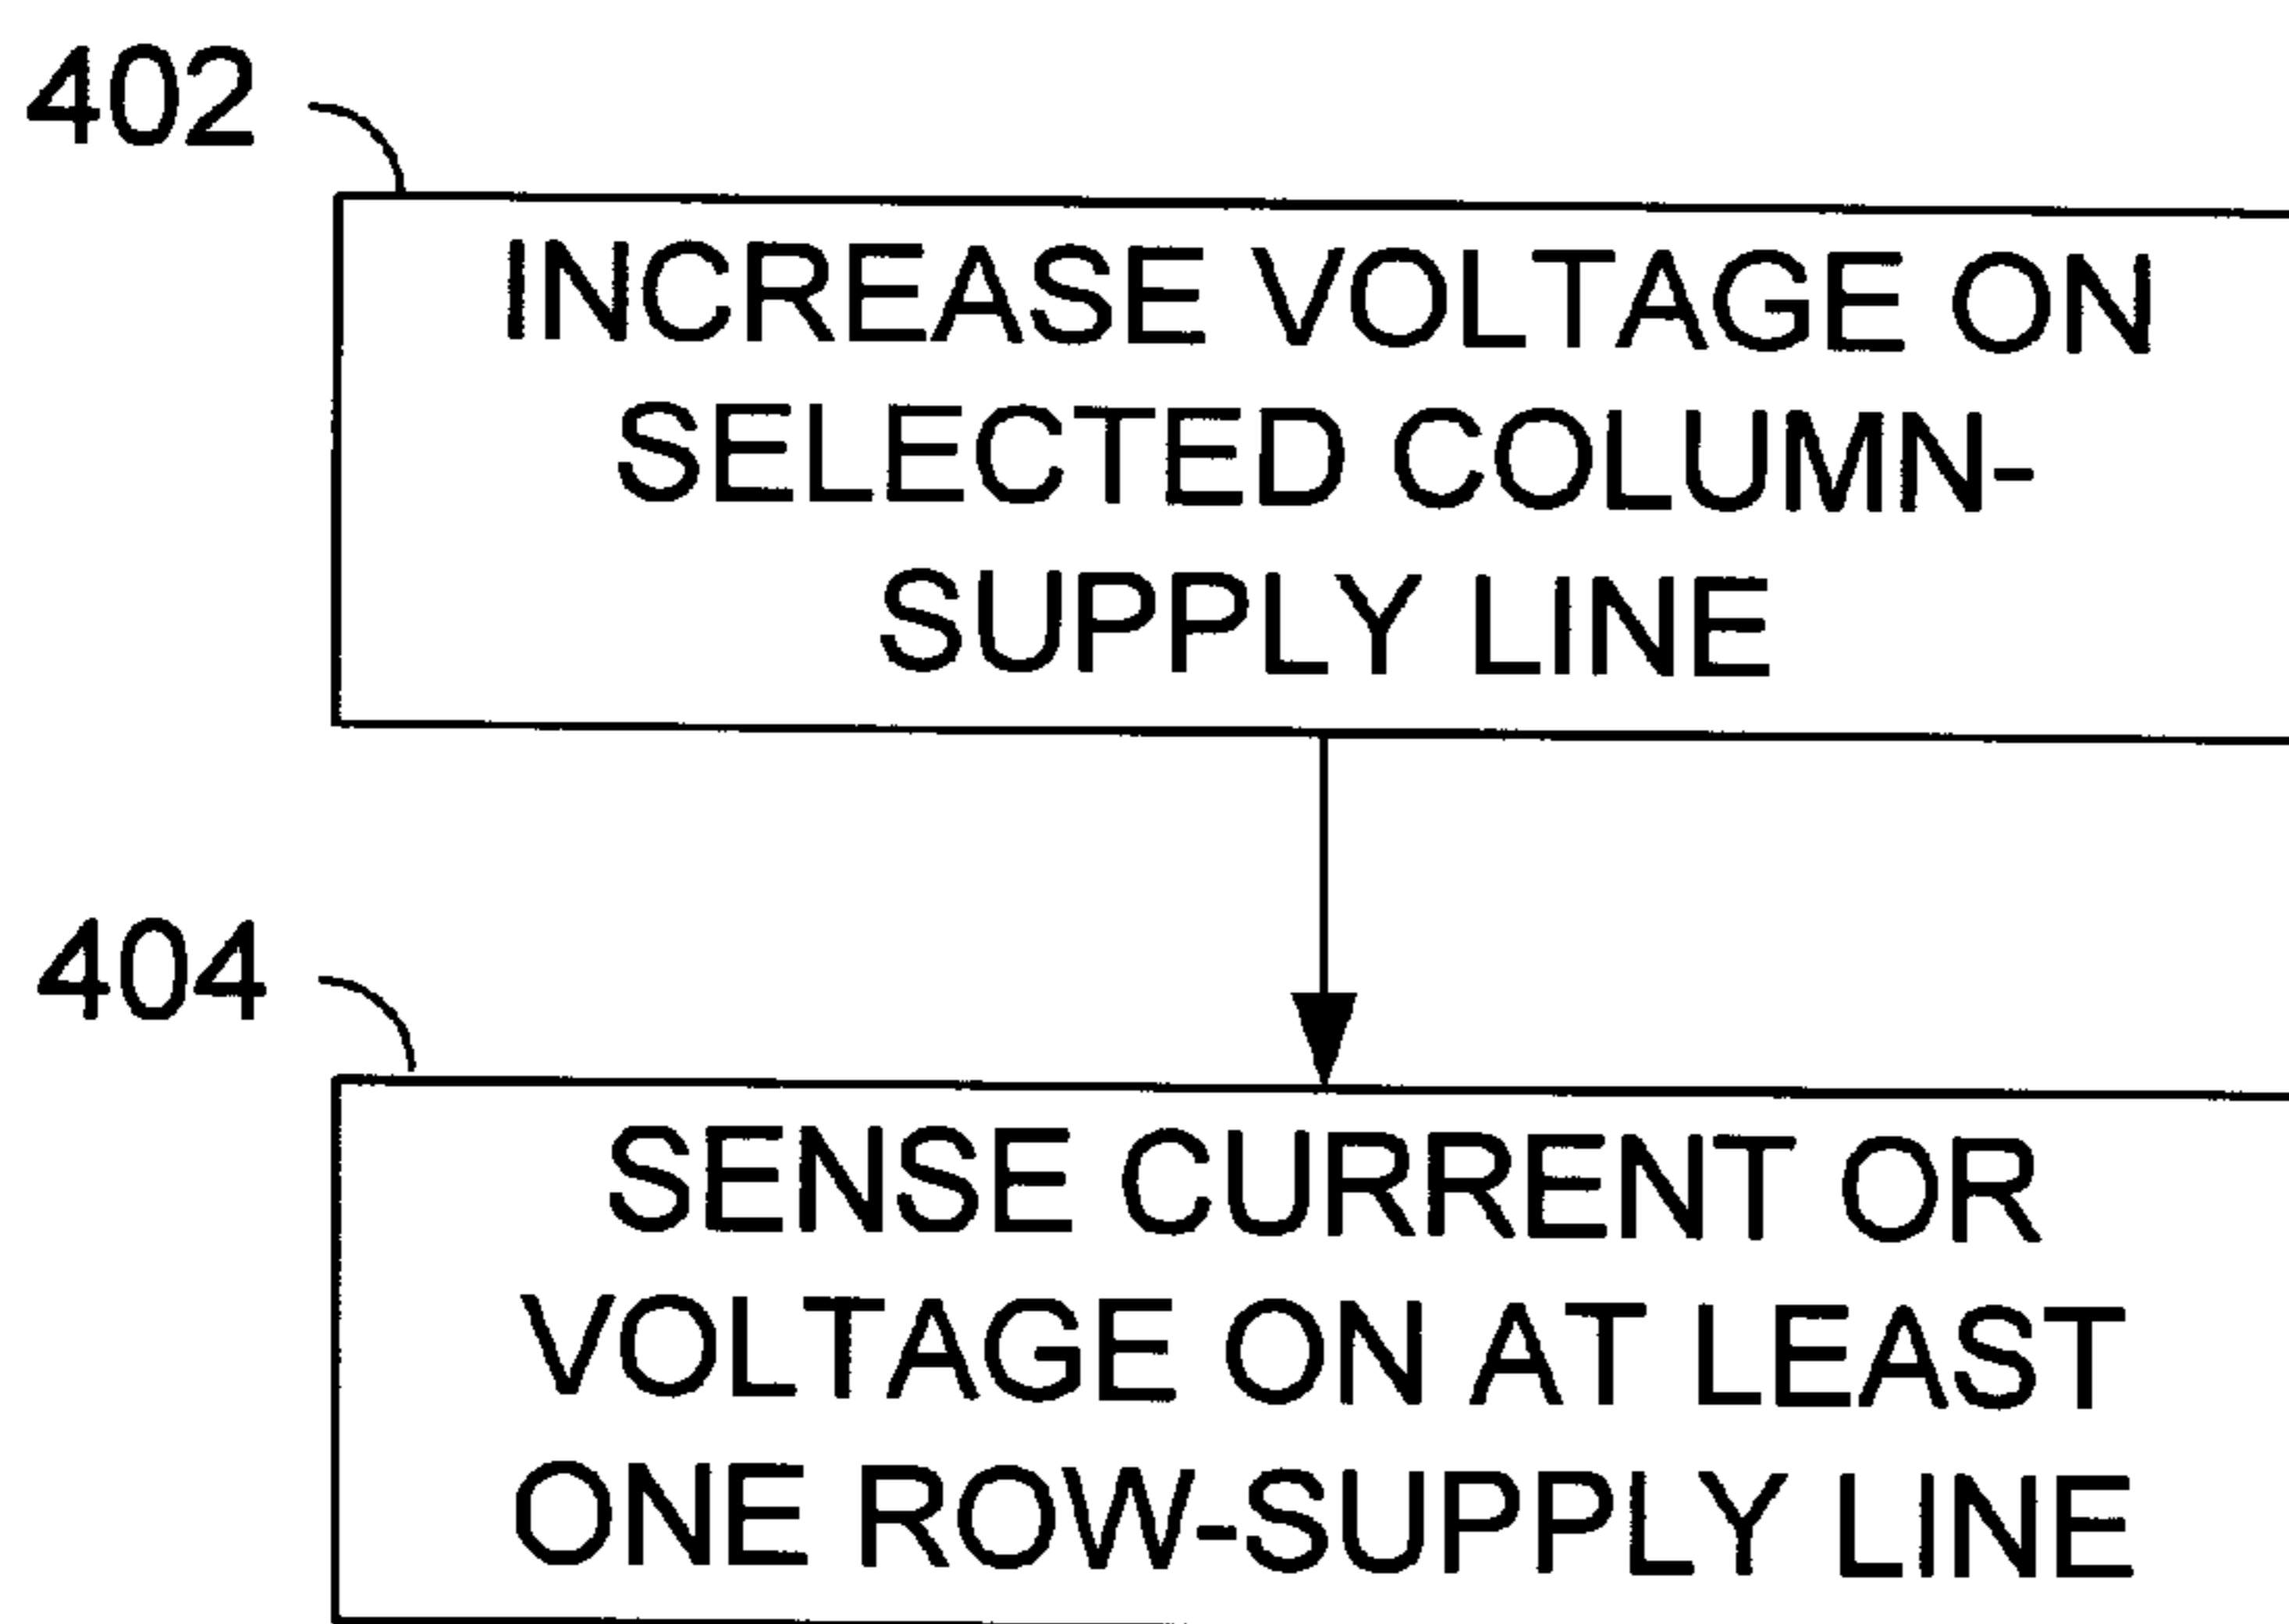 402
INCREASE VOLTAGE ON
SELECTED COLUMN-
SUPPLY LINE
404
SENSE CURRENT OR
VOLTAGE ON AT LEAST
ONE ROW-SUPPLY LINE